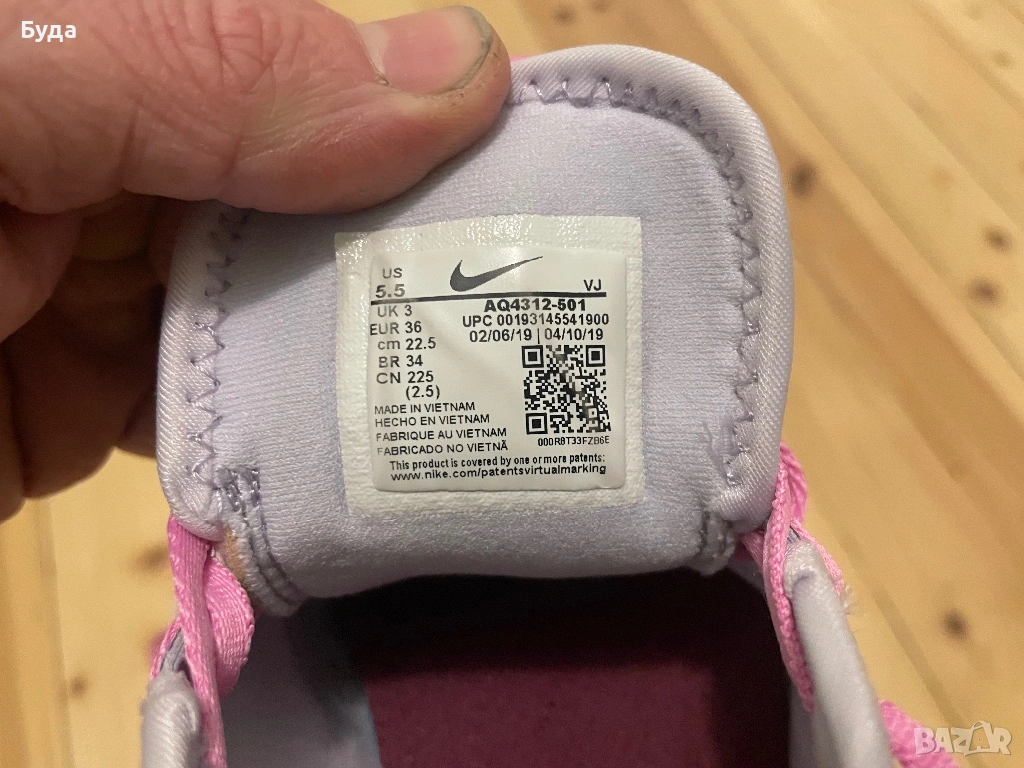 Буда
US
5.5
VJ
UK 3
AQ4312-501
EUR 36
UPC 00193145541900
cm 22.5
02/06/19 | 04/10/19
BR 34
CN 225
(2.5)
MADE IN VIETNAM
HECHO EN VIETNAM
FABRIQUE AU VIETNAM
FABRICADO NO VIETNÃ
000R8T33FZB6E
This product is covered by one or more patents:
www.nike.com/patentsvirtualmarking
BAZAR